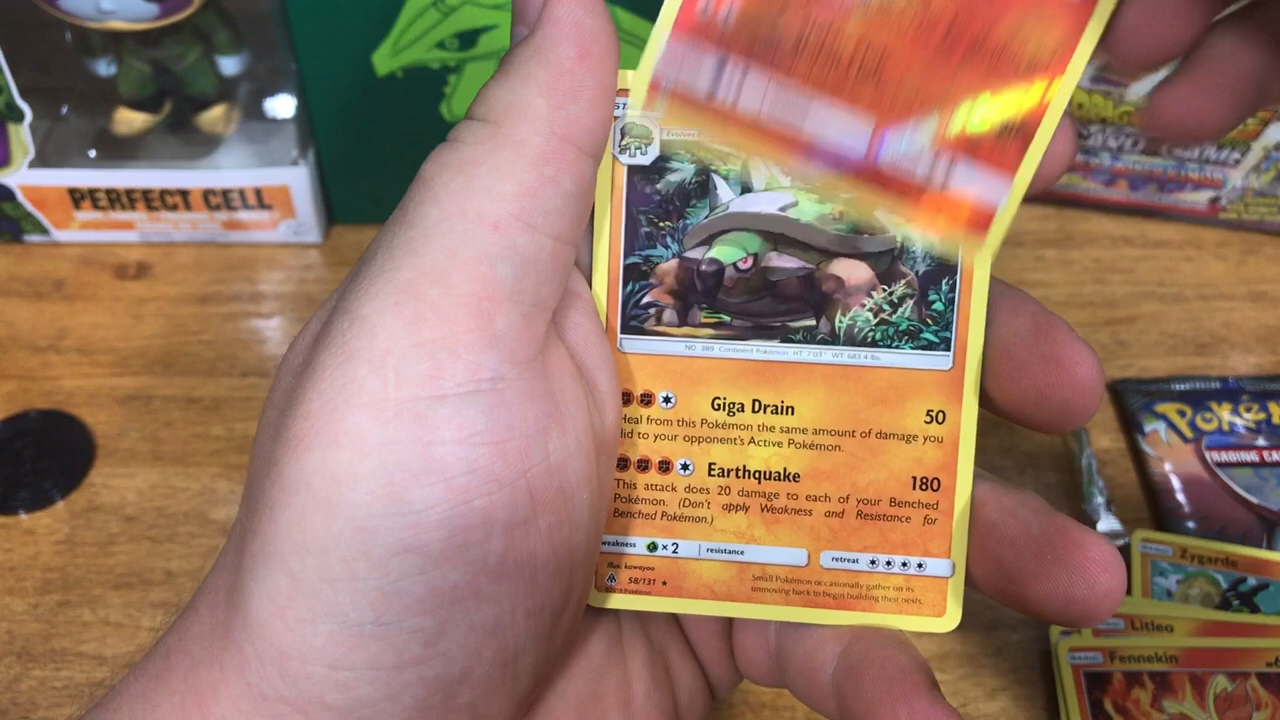 PERFECT CELL
ST
Evolves
NO. 389 Continent Pokémon HT: 7'03" WT: 683.4 lbs.
Giga Drain 50
Heal from this Pokémon the same amount of damage you
did to your opponent's Active Pokémon.
Earthquake 180
This attack does 20 damage to each of your Benched
Pokémon. (Don't apply Weakness and Resistance for
Benched Pokémon.)
weakness ×2 resistance retreat
Illus. kawayoo
58/131 ★
Small Pokémon occasionally gather on its
unmoving back to begin building their nests.
Poké
TRADING CA
Zygarde
Litleo
BASIC Fennekin